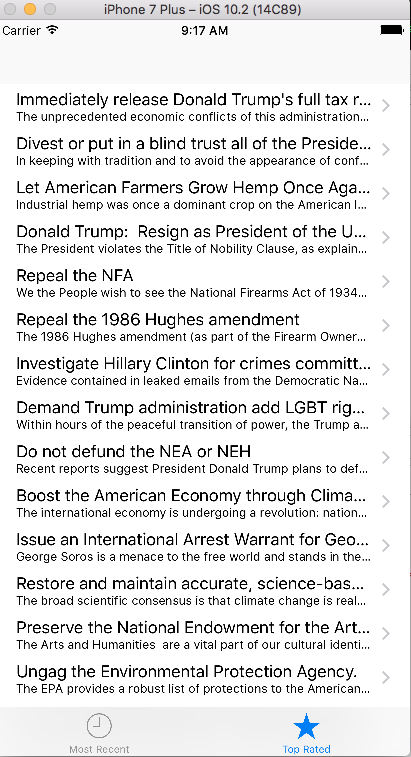 iPhone 7 Plus – iOS 10.2 (14C89)
Carrier 9:17 AM
Immediately release Donald Trump's full tax r...
The unprecedented economic conflicts of this administration...
Divest or put in a blind trust all of the Preside...
In keeping with tradition and to avoid the appearance of conf...
Let American Farmers Grow Hemp Once Aga...
Industrial hemp was once a dominant crop on the American l...
Donald Trump:  Resign as President of the U...
The President violates the Title of Nobility Clause, as explain...
Repeal the NFA
We the People wish to see the National Firearms Act of 1934...
Repeal the 1986 Hughes amendment
The 1986 Hughes amendment (as part of the Firearm Owner...
Investigate Hillary Clinton for crimes committ...
Evidence contained in leaked emails from the Democratic Na...
Demand Trump administration add LGBT rig...
Within hours of the peaceful transition of power, the Trump a...
Do not defund the NEA or NEH
Recent reports suggest President Donald Trump plans to def...
Boost the American Economy through Clima...
The international economy is undergoing a revolution: nation...
Issue an International Arrest Warrant for Geo...
George Soros is a menace to the free world and stands in the...
Restore and maintain accurate, science-bas...
The broad scientific consensus is that climate change is real...
Preserve the National Endowment for the Art...
The Arts and Humanities  are a vital part of our cultural identi...
Ungag the Environmental Protection Agency.
The EPA provides a robust list of protections to the American...
Most Recent
Top Rated